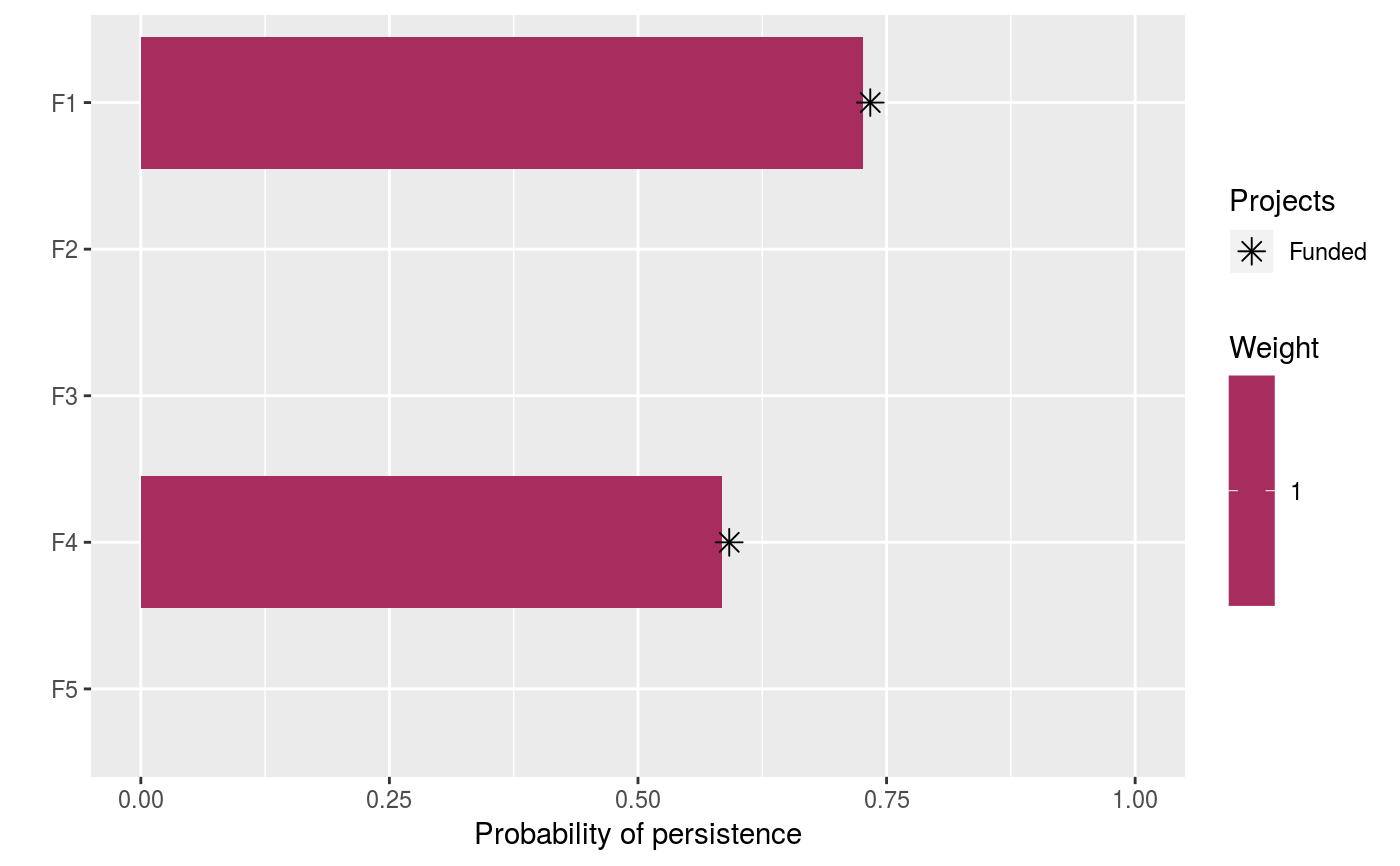 F1
F2
F3
F4
F5
0.00 0.25 0.50 0.75 1.00
Probability of persistence
Projects
Funded
Weight
1